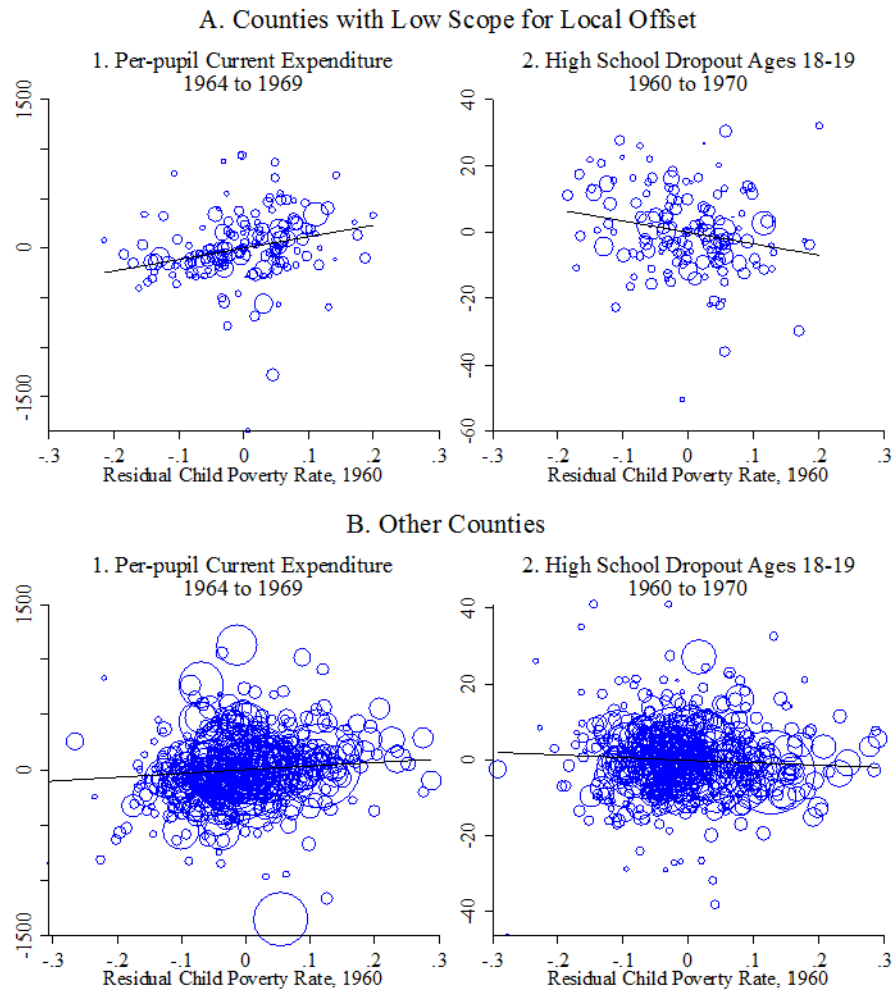 A. Counties with Low Scope for Local Offset
1. Per-pupil Current Expenditure
1964 to 1969
1500
0
-1500
-.3 -.2 -.1 0 .1 .2 .3
Residual Child Poverty Rate, 1960
2. High School Dropout Ages 18-19
1960 to 1970
40
20
0
-20
-40
-60
-.3 -.2 -.1 0 .1 .2 .3
Residual Child Poverty Rate, 1960
B. Other Counties
1. Per-pupil Current Expenditure
1964 to 1969
1500
0
-1500
-.3 -.2 -.1 0 .1 .2 .3
Residual Child Poverty Rate, 1960
2. High School Dropout Ages 18-19
1960 to 1970
40
20
0
-20
-40
-.3 -.2 -.1 0 .1 .2 .3
Residual Child Poverty Rate, 1960